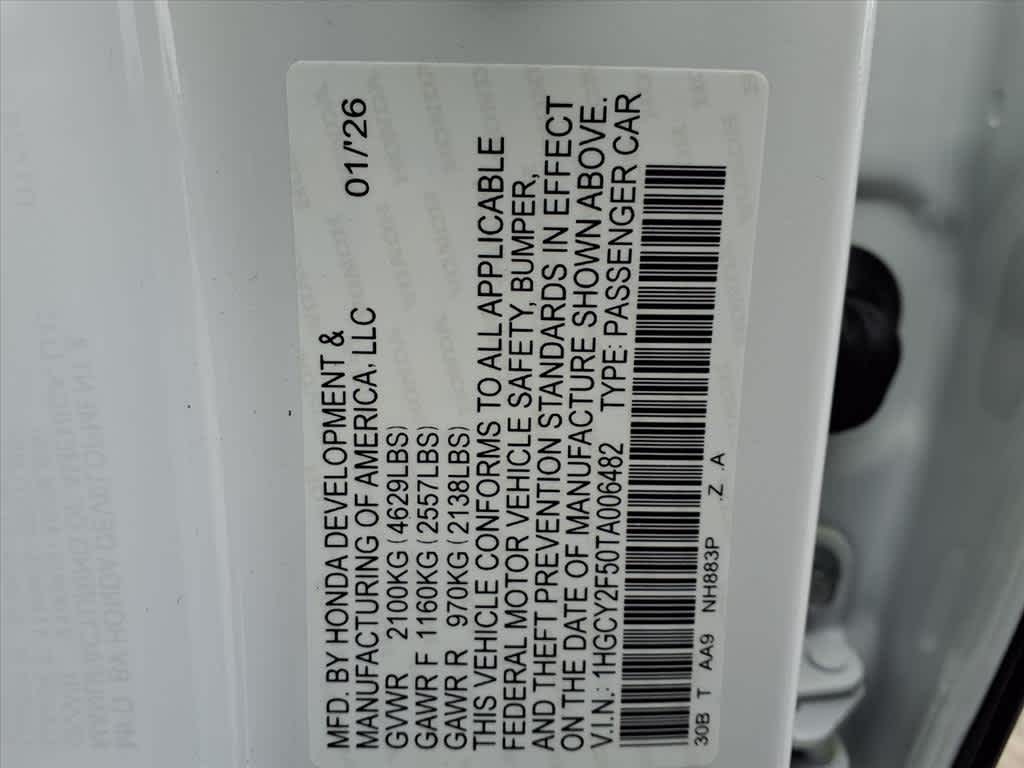 MFD. BY HONDA DEVELOPMENT &
MANUFACTURING OF AMERICA, LLC 01/'26
GVWR 2100KG (4629LBS)
GAWR F 1160KG (2557LBS)
GAWR R 970KG (2138LBS)
THIS VEHICLE CONFORMS TO ALL APPLICABLE
FEDERAL MOTOR VEHICLE SAFETY, BUMPER,
AND THEFT PREVENTION STANDARDS IN EFFECT
ON THE DATE OF MANUFACTURE SHOWN ABOVE.
V.I.N.: 1HGCY2F50TA006482 TYPE: PASSENGER CAR
30B T AA9 NH883P .Z .A